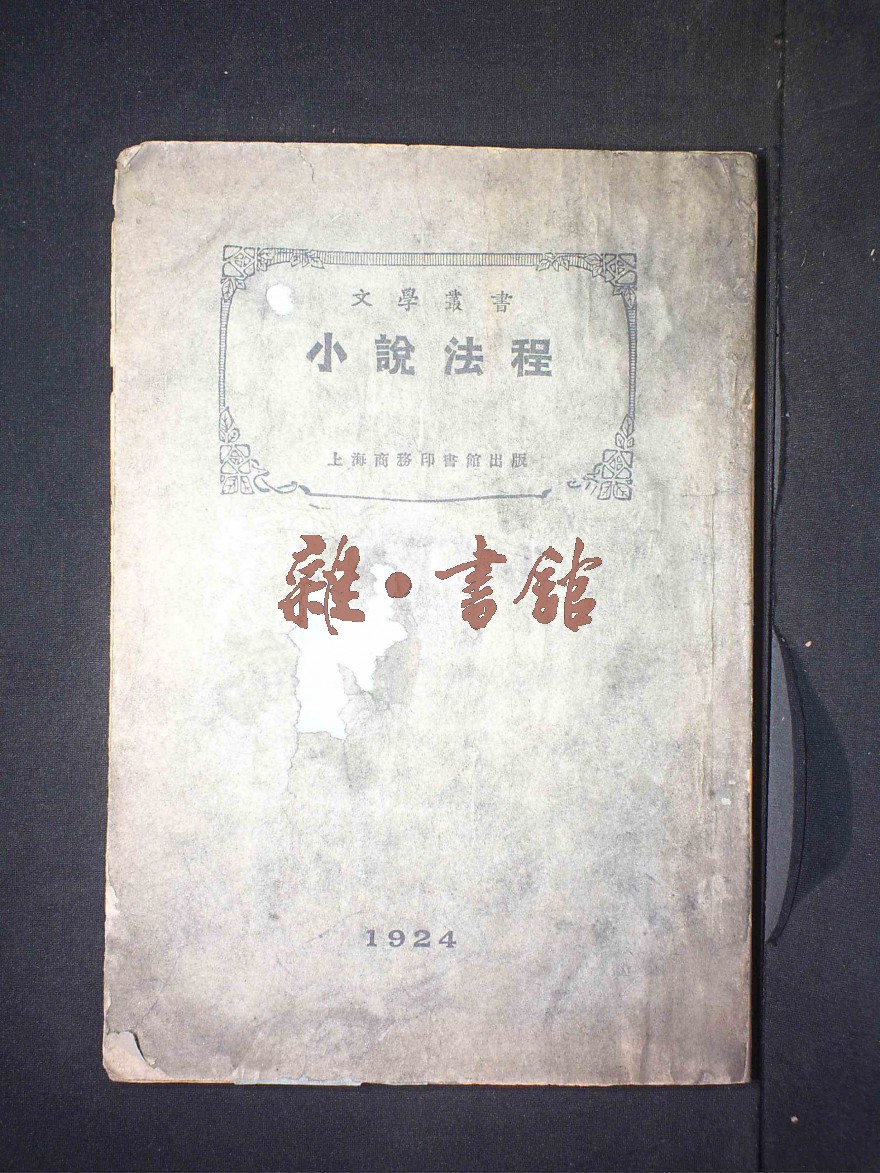 文學叢書
小說法程
上海商務印書館出版
雜·書館
1924